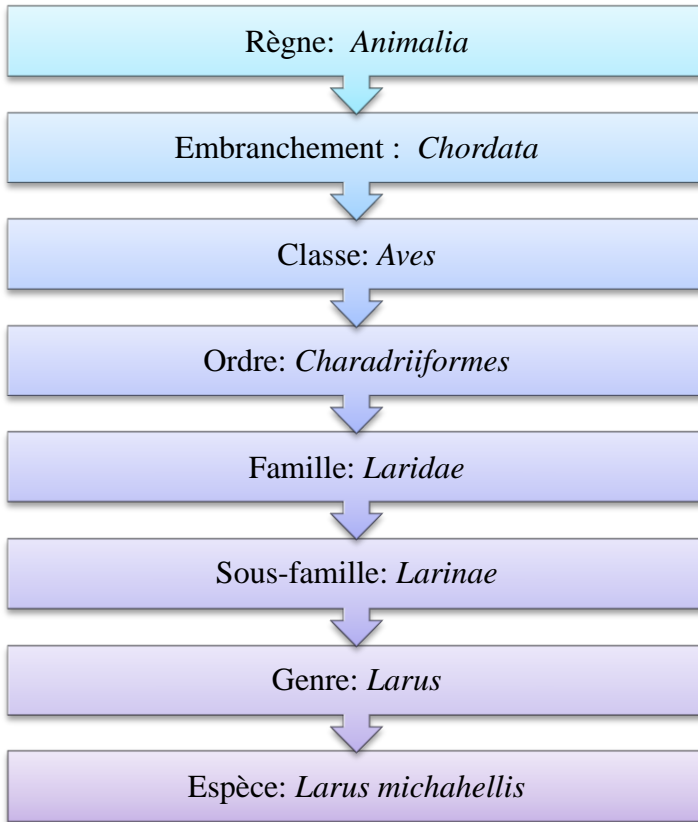 Règne: Animalia
Embranchement : Chordata
Classe: Aves
Ordre: Charadriiformes
Famille: Laridae
Sous-famille: Larinae
Genre: Larus
Espèce: Larus michahellis